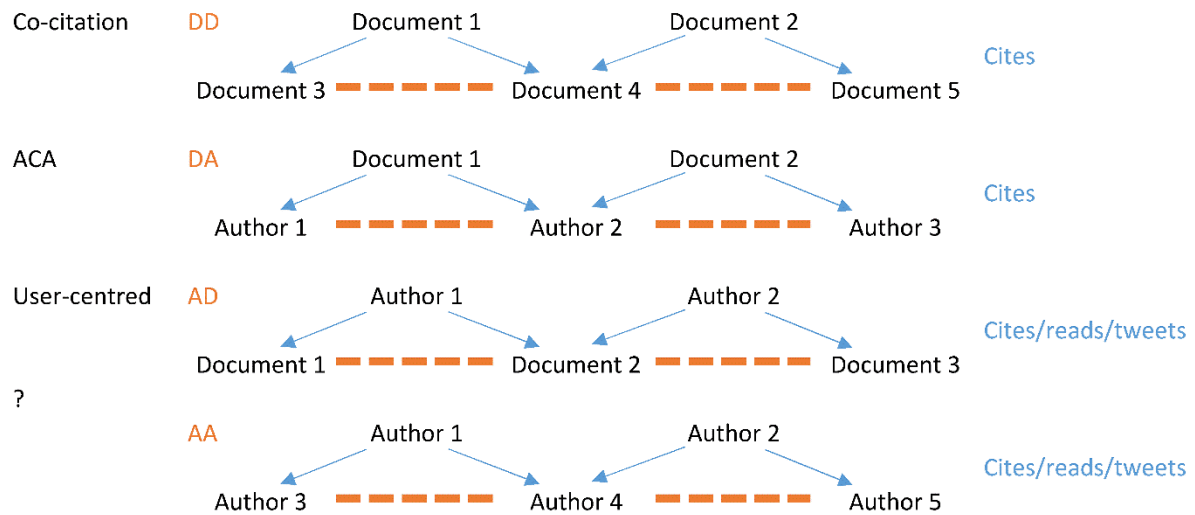 Co-citation DD Document 1 Document 2
Cites
Document 3 Document 4 Document 5
ACA DA Document 1 Document 2
Cites
Author 1 Author 2 Author 3
User-centred AD Author 1 Author 2
Cites/reads/tweets
Document 1 Document 2 Document 3
?
AA Author 1 Author 2
Cites/reads/tweets
Author 3 Author 4 Author 5